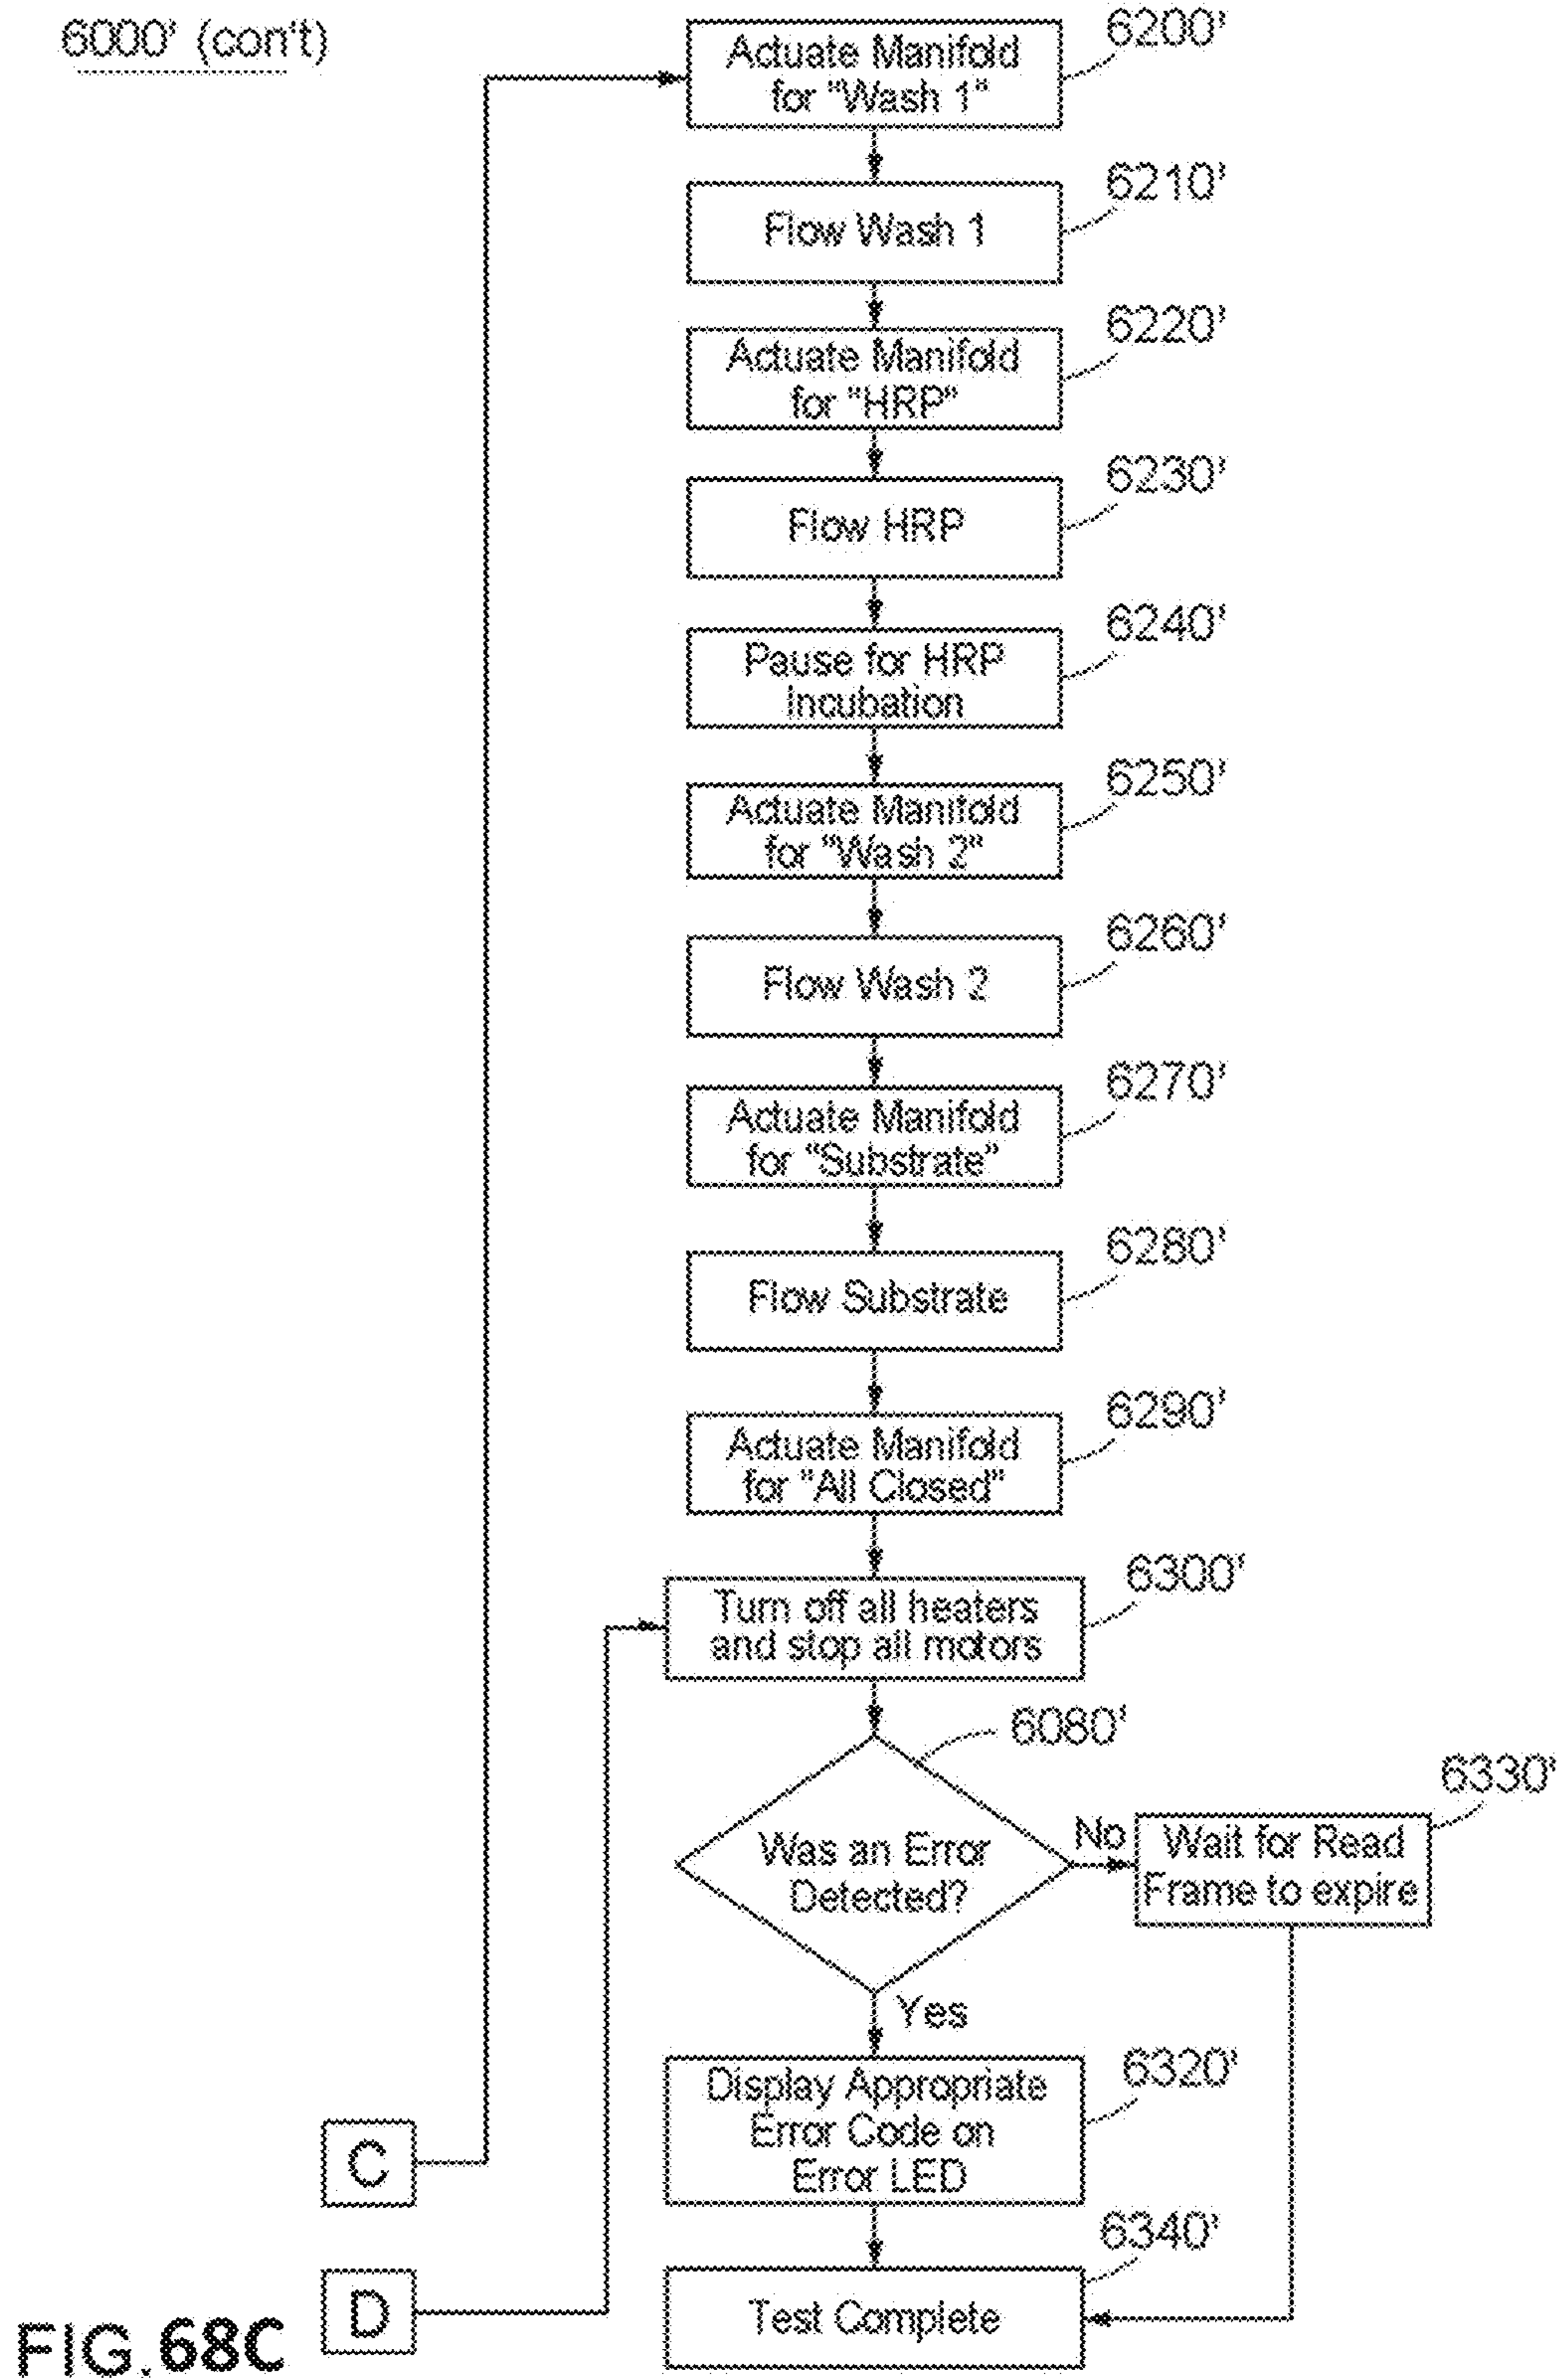 6000' (con't)
Actuate Manifold
for "Wash 1"
6200'
Flow Wash 1
6210'
Actuate Manifold
for "HRP"
6220'
Flow HRP
6230'
Pause for HRP
Incubation
6240'
Actuate Manifold
for "Wash 2"
6250'
Flow Wash 2
6260'
Actuate Manifold
for "Substrate"
6270'
Flow Substrate
6280'
Actuate Manifold
for "All Closed"
6290'
Turn off all heaters
and stop all motors
6300'
6080'
Was an Error
Detected?
No
Wait for Read
Frame to expire
6330'
Yes
Display Appropriate
Error Code on
Error LED
6320'
C
Test Complete
6340'
D
FIG. 68C